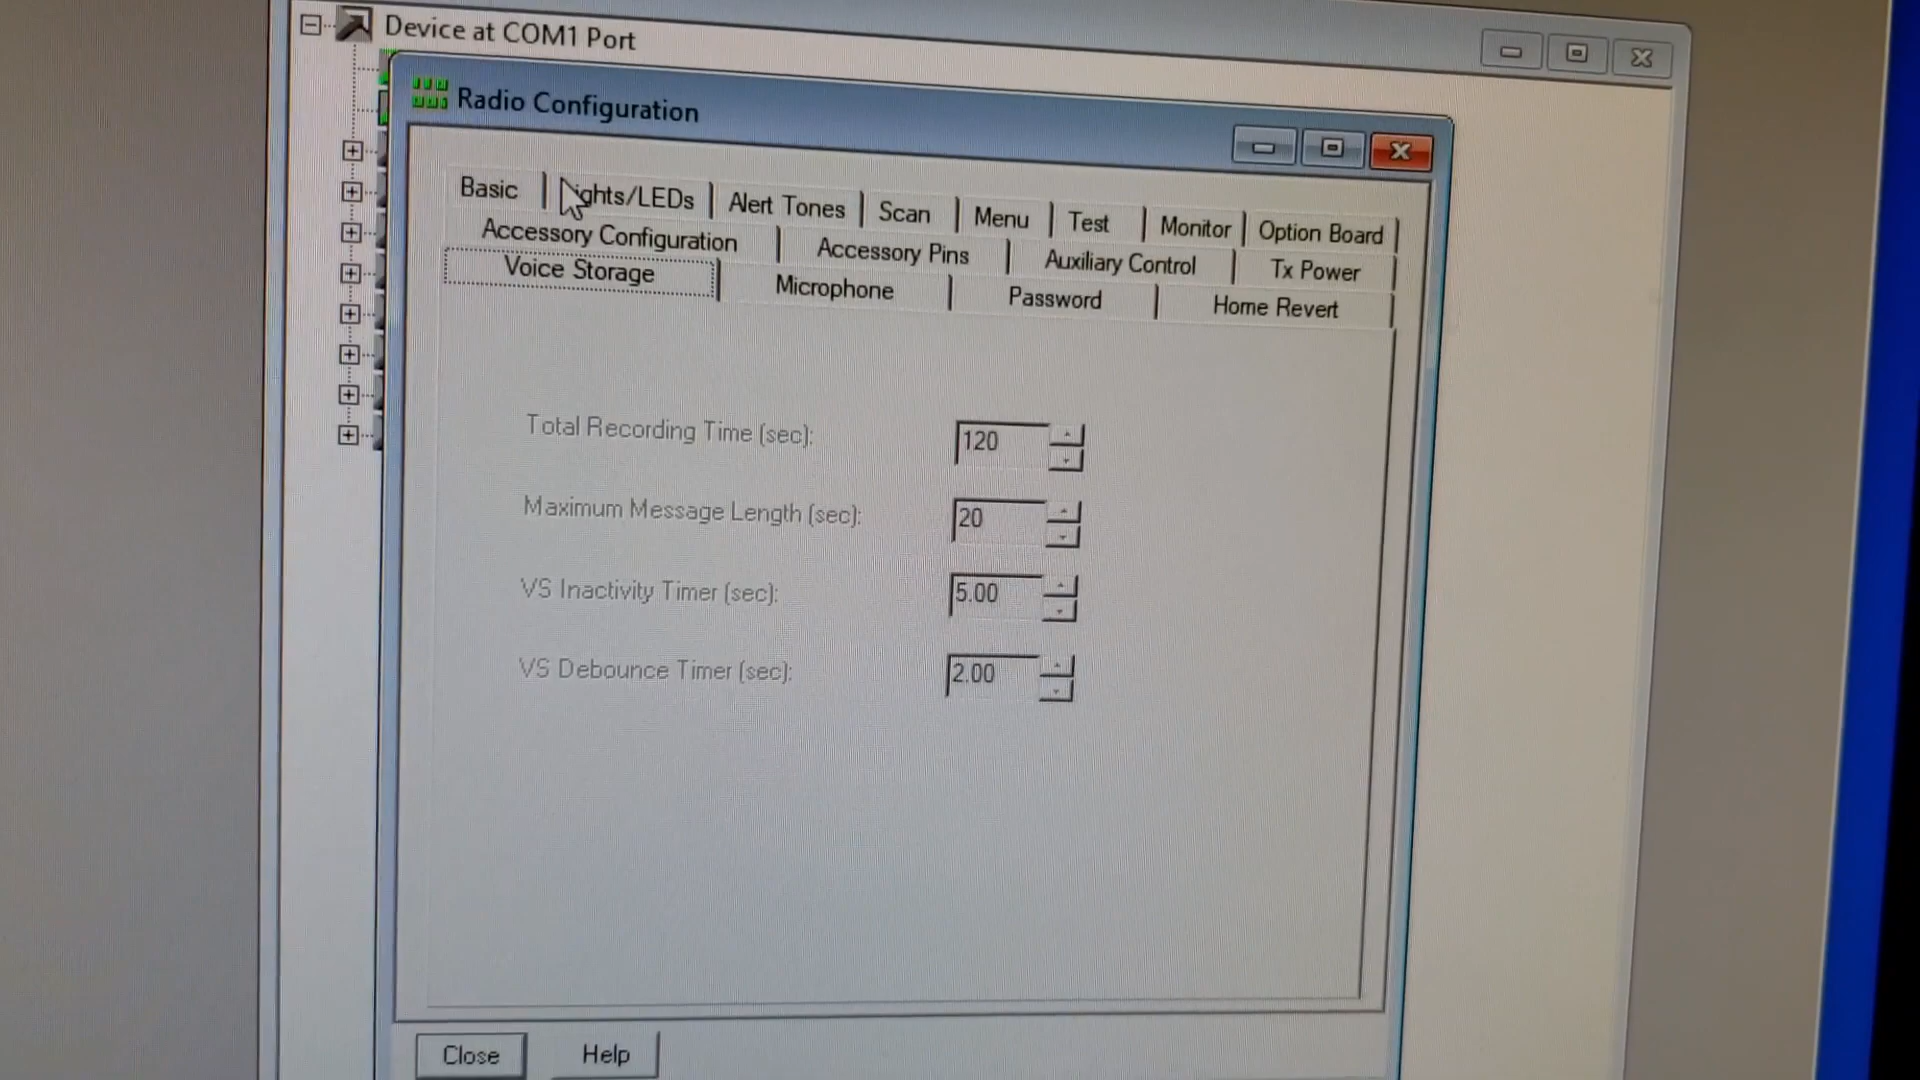 Device at COM1 Port
Radio Configuration
Basic
ights/LEDs
Alert Tones
Scan
Menu
Test
Monitor
Option Board
Accessory Configuration
Accessory Pins
Auxiliary Control
Tx Power
Voice Storage
Microphone
Password
Home Revert
Total Recording Time (sec): 120
Maximum Message Length (sec): 20
VS Inactivity Timer (sec): 5.00
VS Debounce Timer (sec): 2.00
Close
Help